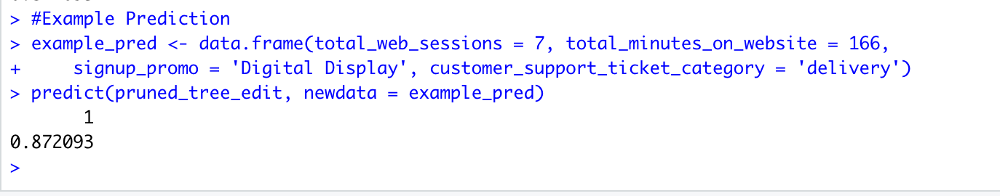 > #Example Prediction
> example_pred <- data.frame(total_web_sessions = 7, total_minutes_on_website = 166,
+     signup_promo = 'Digital Display', customer_support_ticket_category = 'delivery')
> predict(pruned_tree_edit, newdata = example_pred)
       1
0.872093
>